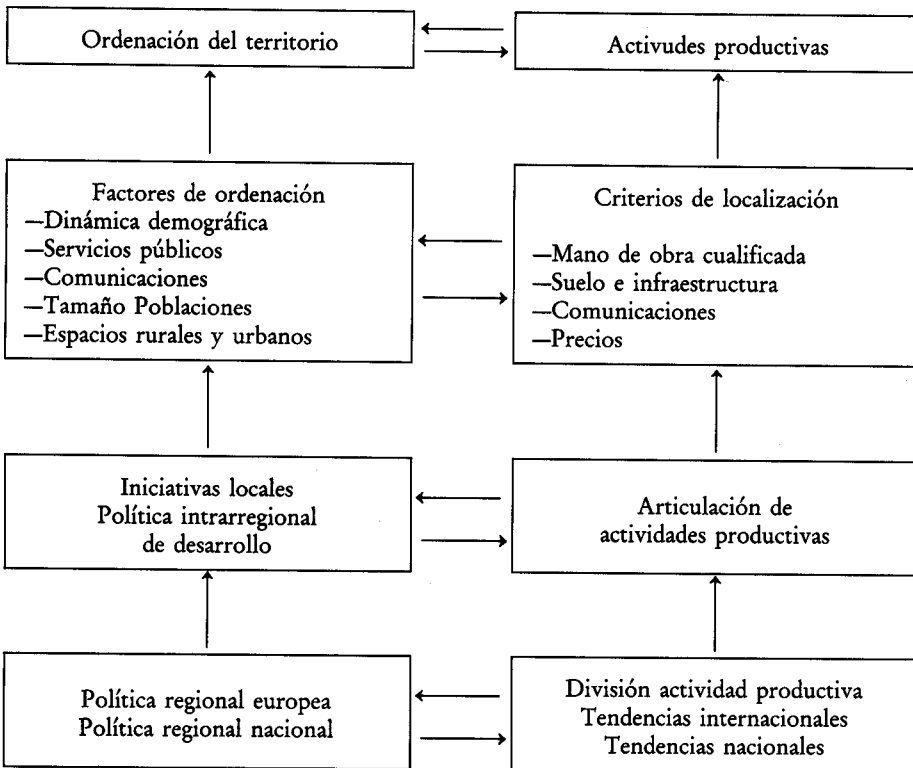 Ordenación del territorio
Activudes productivas
Factores de ordenación
—Dinámica demográfica
—Servicios públicos
—Comunicaciones
—Tamaño Poblaciones
—Espacios rurales y urbanos
Criterios de localización
—Mano de obra cualificada
—Suelo e infraestructura
—Comunicaciones
—Precios
Iniciativas locales
Política intrarregional
de desarrollo
Articulación de
actividades productivas
Política regional europea
Política regional nacional
División actividad productiva
Tendencias internacionales
Tendencias nacionales